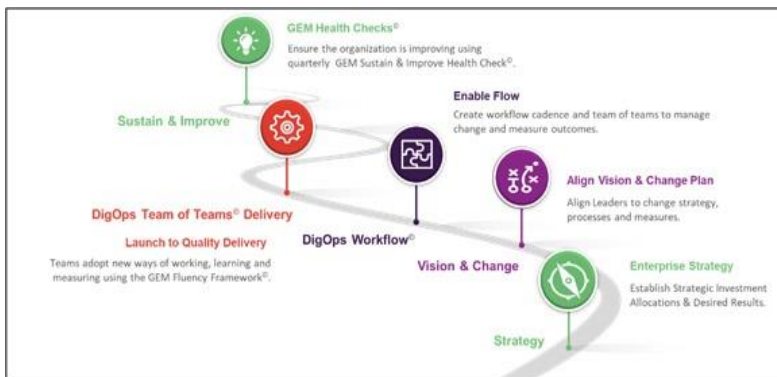 GEM Health Checks©
Ensure the organization is improving using
quarterly GEM Sustain & Improve Health Check©.
Sustain & Improve
Enable Flow
Create workflow cadence and team of teams to manage
change and measure outcomes.
DigOps Team of Teams© Delivery
Launch to Quality Delivery
Teams adopt new ways of working, learning and
measuring using the GEM Fluency Framework©.
DigOps Workflow©
Align Vision & Change Plan
Align Leaders to change strategy,
processes and measures.
Vision & Change
Enterprise Strategy
Establish Strategic Investment
Allocations & Desired Results.
Strategy